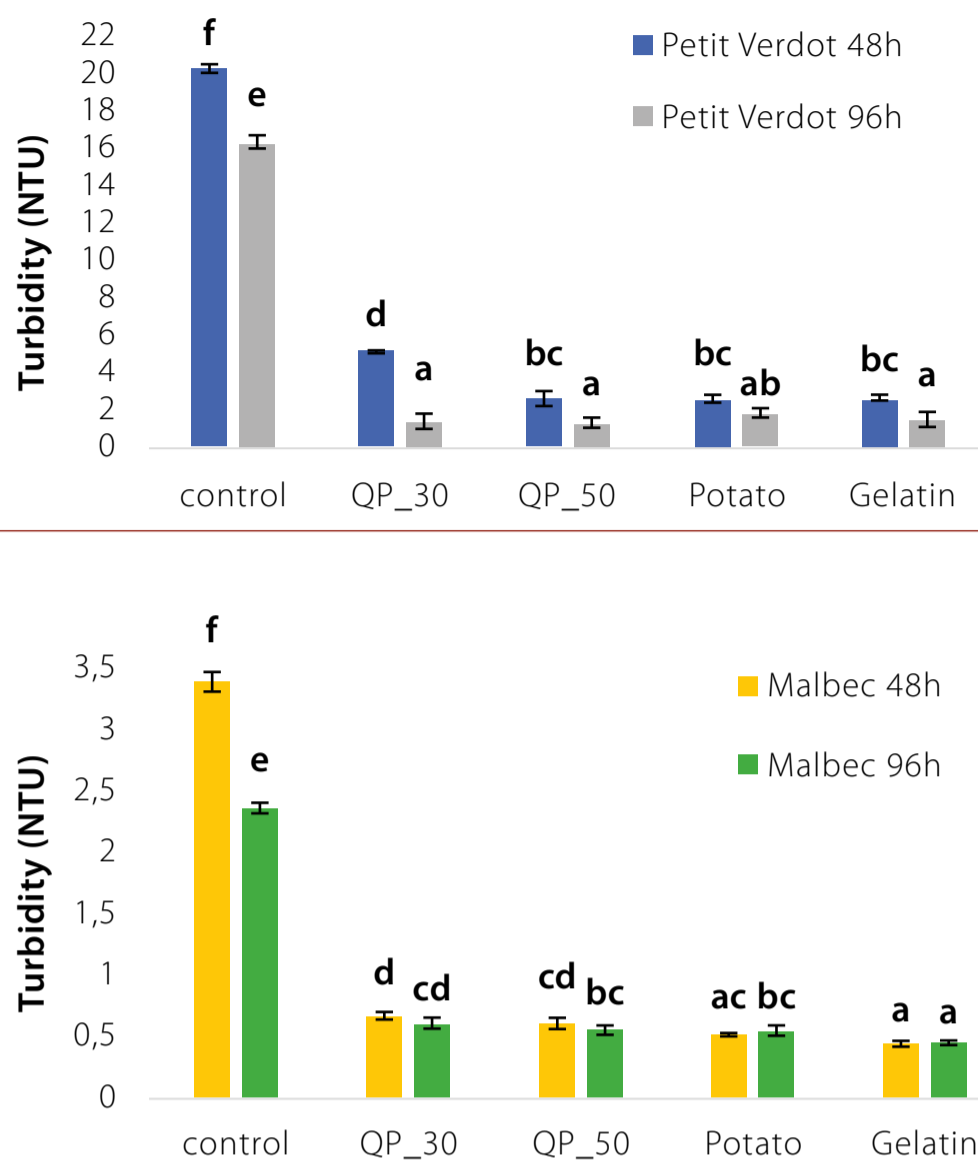 Turbidity (NTU)
22
20
18
16
14
12
10
8
6
4
2
0
Petit Verdot 48h
Petit Verdot 96h
f
e
d
a
bc
a
bc
ab
bc
a
control
QP_30
QP_50
Potato
Gelatin
Turbidity (NTU)
3,5
3
2,5
2
1,5
1
0,5
0
Malbec 48h
Malbec 96h
f
e
d
cd
cd
bc
ac
bc
a
a
control
QP_30
QP_50
Potato
Gelatin